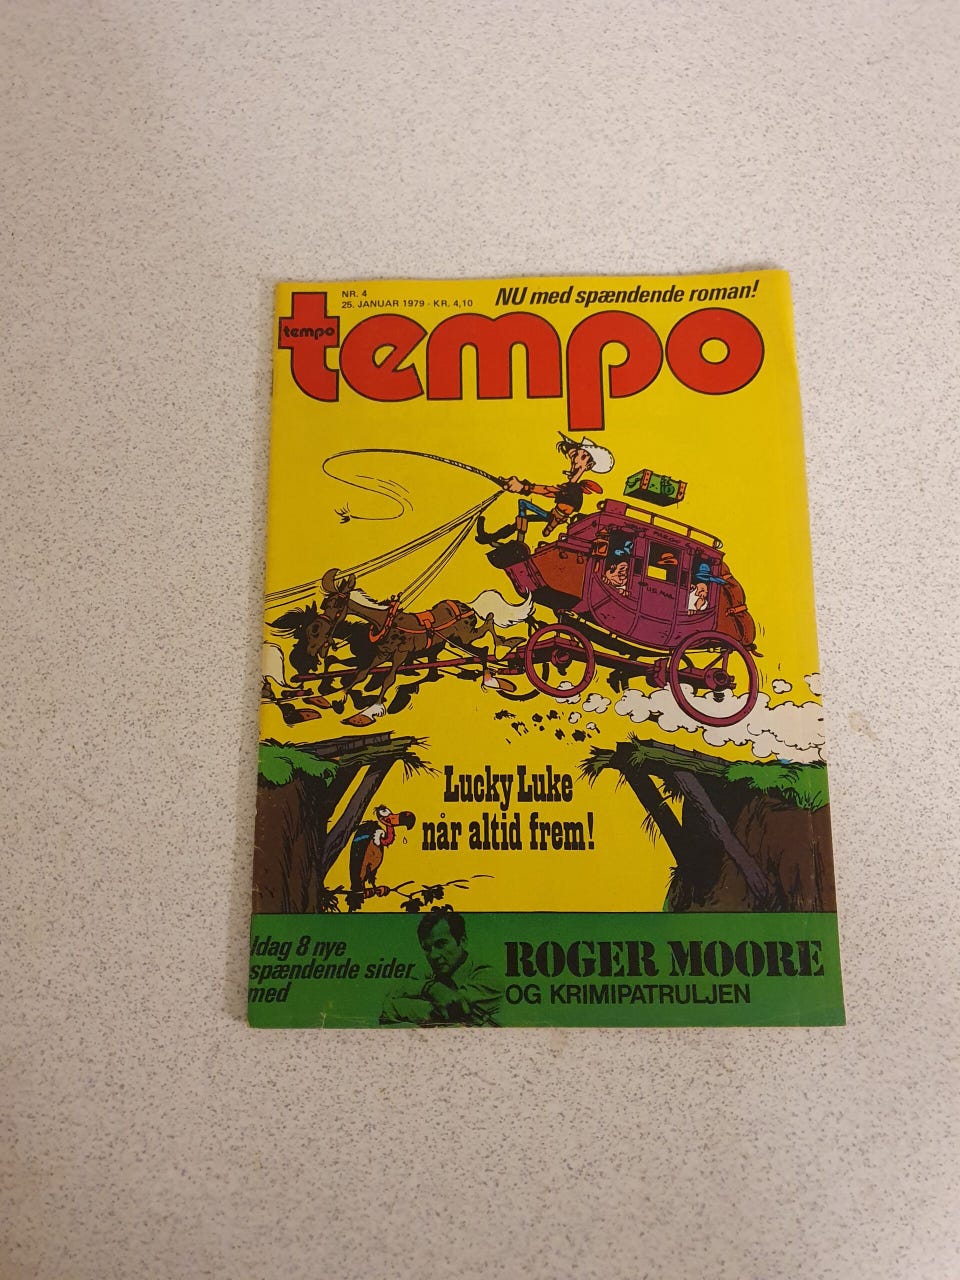 NR. 4
25. JANUAR 1979 - KR. 4,10
NU med spændende roman!
tempo
tempo
U.S. MAIL
Lucky Luke
når altid frem!
Idag 8 nye
spændende sider
med
ROGER MOORE
OG KRIMIPATRULJEN